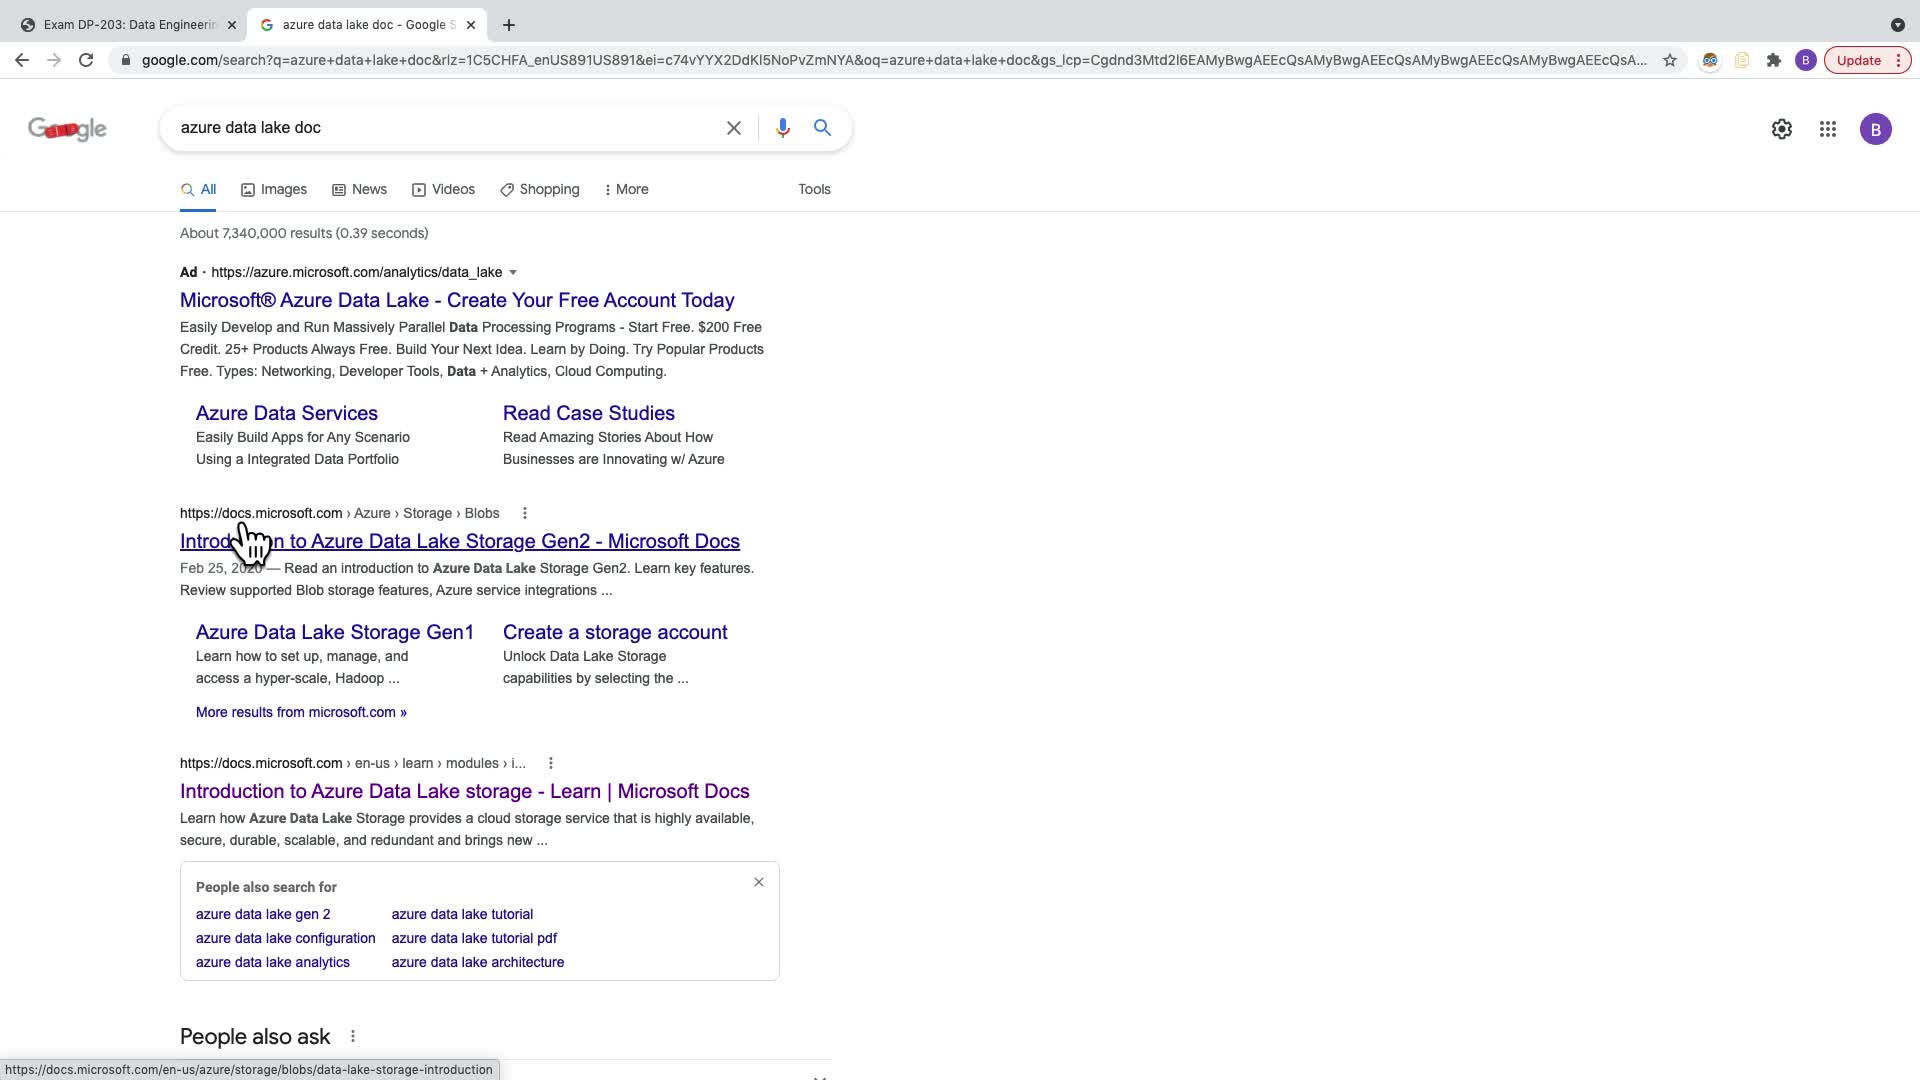 Exam DP-203: Data Engineerin
azure data lake doc - Google S
google.com/search?q=azure+data+lake+doc&rlz=1C5CHFA_enUS891US891&ei=c74vYYX2DdKl5NoPvZmNYA&oq=azure+data+lake+doc&gs_lcp=Cgdnd3Mtd2l6EAMyBwgAEEcQsAMyBwgAEEcQsAMyBwgAEEcQsAMyBwgAEEcQsAMyBwgAEEcQsA...
B
Update
Google
azure data lake doc
B
All
Images
News
Videos
Shopping
More
Tools
About 7,340,000 results (0.39 seconds)
Ad · https://azure.microsoft.com/analytics/data_lake
Microsoft® Azure Data Lake - Create Your Free Account Today
Easily Develop and Run Massively Parallel Data Processing Programs - Start Free. $200 Free
Credit. 25+ Products Always Free. Build Your Next Idea. Learn by Doing. Try Popular Products
Free. Types: Networking, Developer Tools, Data + Analytics, Cloud Computing.
Azure Data Services
Easily Build Apps for Any Scenario
Using a Integrated Data Portfolio
Read Case Studies
Read Amazing Stories About How
Businesses are Innovating w/ Azure
https://docs.microsoft.com › Azure › Storage › Blobs
Introduction to Azure Data Lake Storage Gen2 - Microsoft Docs
Feb 25, 2020 — Read an introduction to Azure Data Lake Storage Gen2. Learn key features.
Review supported Blob storage features, Azure service integrations ...
Azure Data Lake Storage Gen1
Learn how to set up, manage, and
access a hyper-scale, Hadoop ...
Create a storage account
Unlock Data Lake Storage
capabilities by selecting the ...
More results from microsoft.com »
https://docs.microsoft.com › en-us › learn › modules › i...
Introduction to Azure Data Lake storage - Learn | Microsoft Docs
Learn how Azure Data Lake Storage provides a cloud storage service that is highly available,
secure, durable, scalable, and redundant and brings new ...
People also search for
azure data lake gen 2
azure data lake tutorial
azure data lake configuration
azure data lake tutorial pdf
azure data lake analytics
azure data lake architecture
People also ask
https://docs.microsoft.com/en-us/azure/storage/blobs/data-lake-storage-introduction